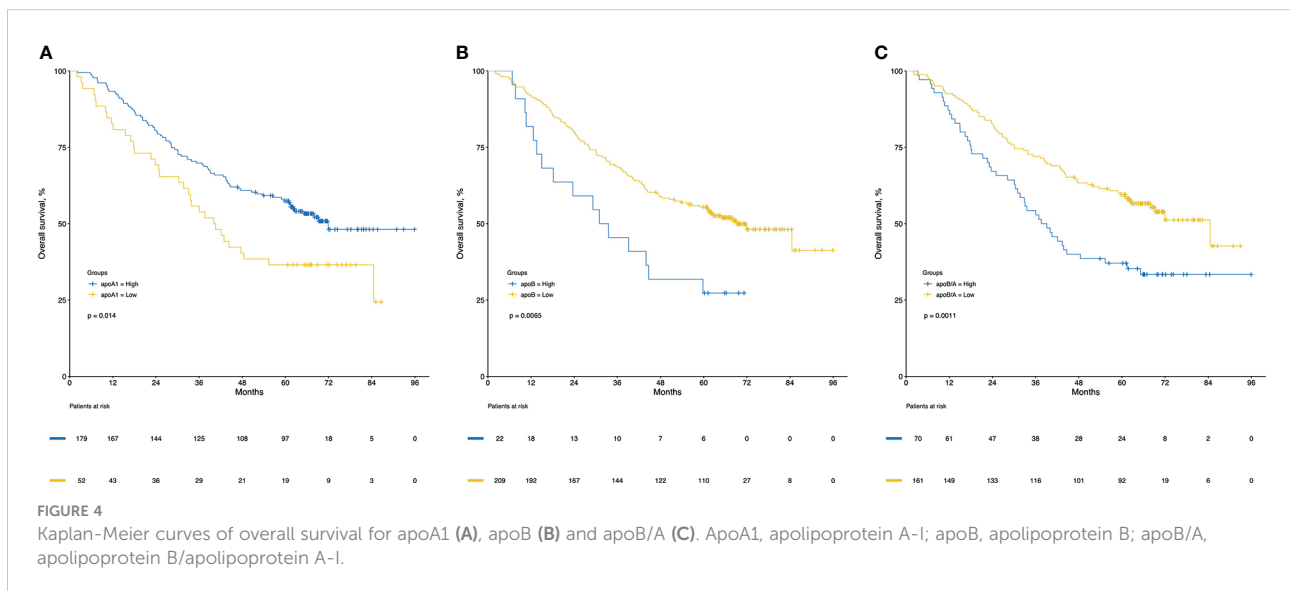 A
100
75
50
25
0
Overall survival, %
Groups
apoA1 = High
apoA1 = Low
p = 0.014
0 12 24 36 48 60 72 84 96
Months
Patients at risk
179 167 144 125 108 97 18 5 0
52 43 36 29 21 19 9 3 0
B
100
75
50
25
0
Overall survival, %
Groups
apoB = High
apoB = Low
p = 0.0065
0 12 24 36 48 60 72 84 96
Months
Patients at risk
22 18 13 10 7 6 0 0 0
209 192 167 144 122 110 27 8 0
C
100
75
50
25
0
Overall survival, %
Groups
apoB/A = High
apoB/A = Low
p = 0.0011
0 12 24 36 48 60 72 84 96
Months
Patients at risk
70 61 47 38 28 24 8 2 0
161 149 133 116 101 92 19 6 0
FIGURE 4
Kaplan-Meier curves of overall survival for apoA1 (A), apoB (B) and apoB/A (C). ApoA1, apolipoprotein A-I; apoB, apolipoprotein B; apoB/A,
apolipoprotein B/apolipoprotein A-I.